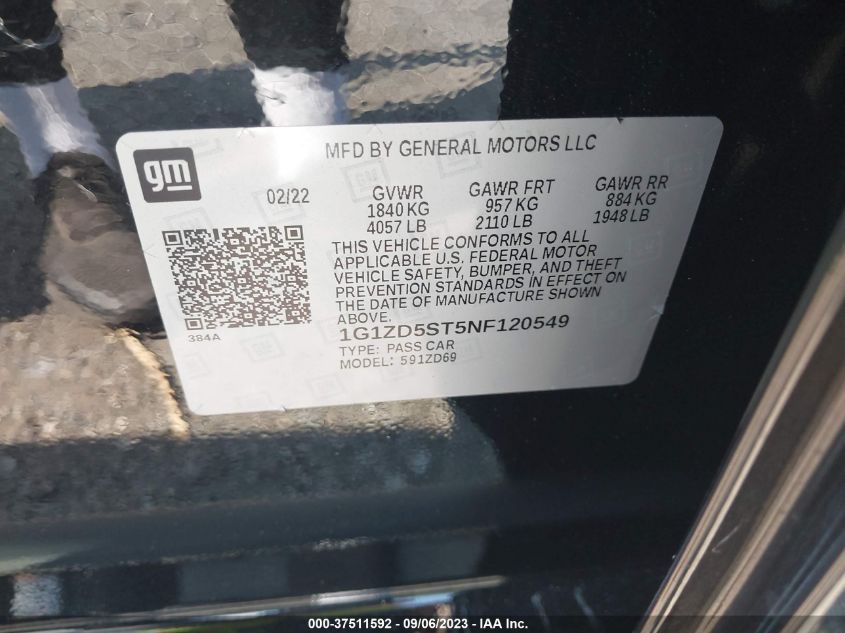 gm
MFD BY GENERAL MOTORS LLC
02/22
GVWR
1840 KG
4057 LB
GAWR FRT
957 KG
2110 LB
GAWR RR
884 KG
1948 LB
THIS VEHICLE CONFORMS TO ALL
APPLICABLE U.S. FEDERAL MOTOR
VEHICLE SAFETY, BUMPER, AND THEFT
PREVENTION STANDARDS IN EFFECT ON
THE DATE OF MANUFACTURE SHOWN
ABOVE.
384A
1G1ZD5ST5NF120549
TYPE: PASS CAR
MODEL: 591ZD69
000-37511592 - 09/06/2023 - © IAA Inc.